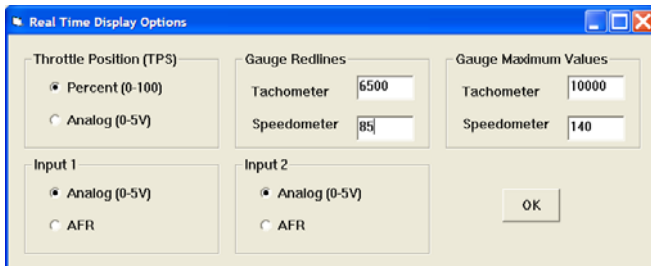 Real Time Display Options
Throttle Position (TPS)
Percent (0-100)
Analog (0-5V)
Gauge Redlines
Tachometer 6500
Speedometer 85
Gauge Maximum Values
Tachometer 10000
Speedometer 140
Input 1
Analog (0-5V)
AFR
Input 2
Analog (0-5V)
AFR
OK